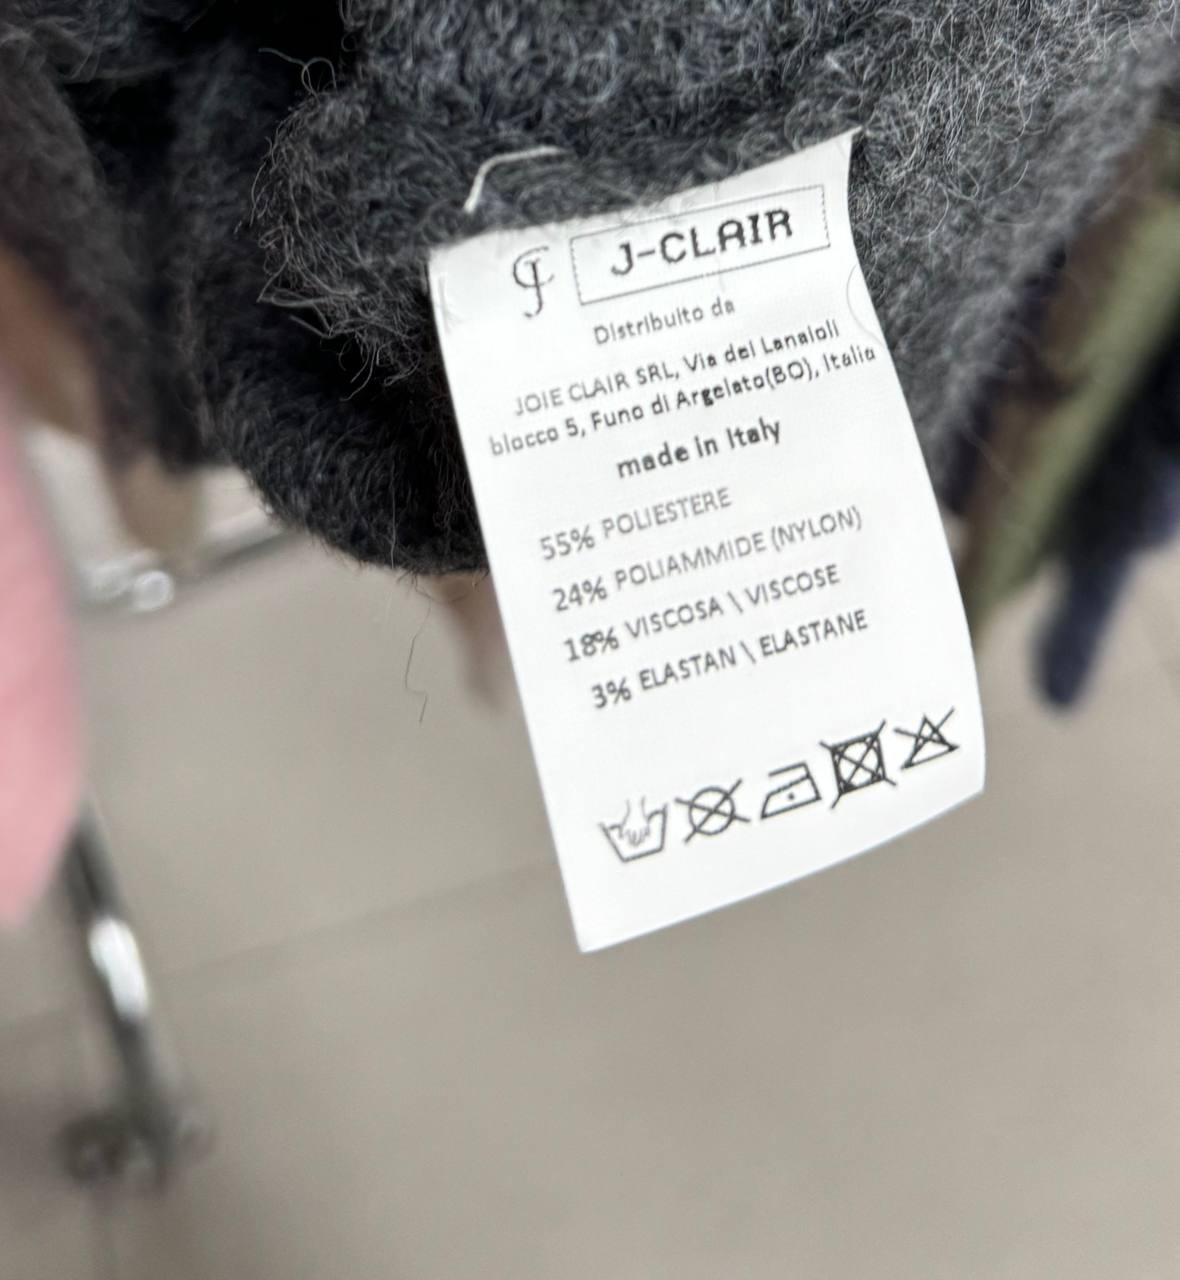 J-CLAIR
Distribuito da
JOIE CLAIR SRL, Via dei Lanaioli
blocco 5, Funo di Argelato(BO), Italia
made in Italy
55% POLIESTERE
24% POLIAMMIDE (NYLON)
18% VISCOSA \ VISCOSE
3% ELASTAN \ ELASTANE